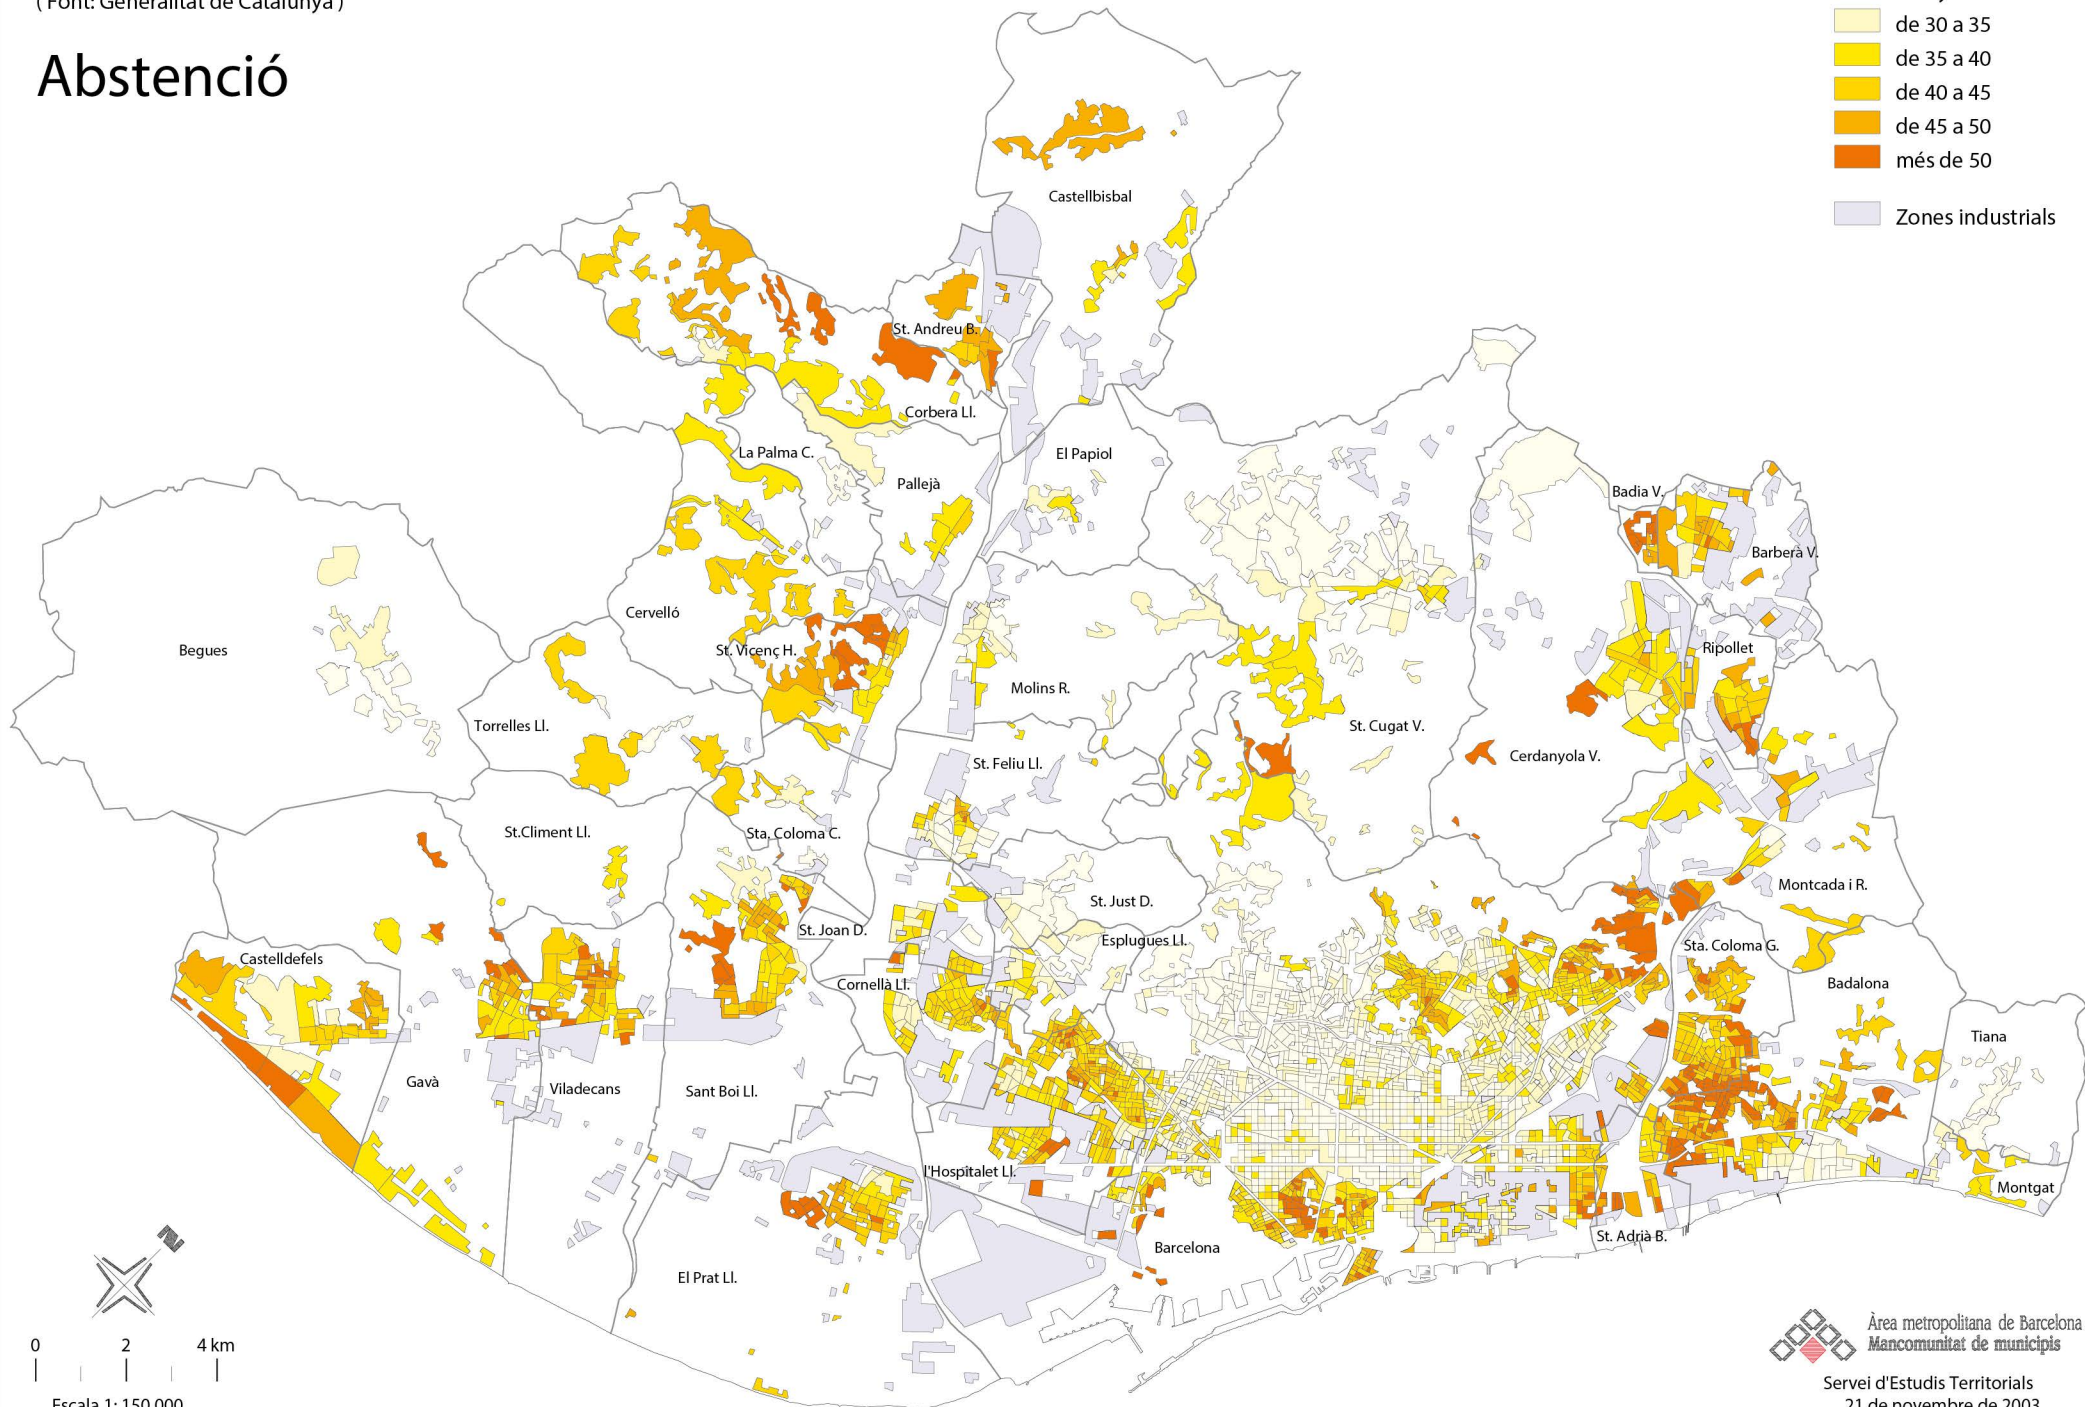 ( Font: Generalitat de Catalunya )
Abstenció
de 30 a 35
de 35 a 40
de 40 a 45
de 45 a 50
més de 50
Zones industrials
Castellbisbal
St. Andreu B.
Corbera Ll.
La Palma C.
El Papiol
Pallejà
Badia V.
Barberà V.
Cervelló
Begues
St. Vicenç H.
Ripollet
Molins R.
Torrelles Ll.
St. Cugat V.
Cerdanyola V.
St. Feliu Ll.
St.Climent Ll.
Sta. Coloma C.
Montcada i R.
St. Just D.
St. Joan D.
Esplugues Ll.
Sta. Coloma G.
Castelldefels
Cornellà Ll.
Badalona
Tiana
Gavà
Viladecans
Sant Boi Ll.
l'Hospitalet Ll.
Montgat
St. Adrià B.
Barcelona
El Prat Ll.
N
0 2 4 km
Escala 1: 150.000
Àrea metropolitana de Barcelona
Mancomunitat de municipis
Servei d'Estudis Territorials
21 de novembre de 2003